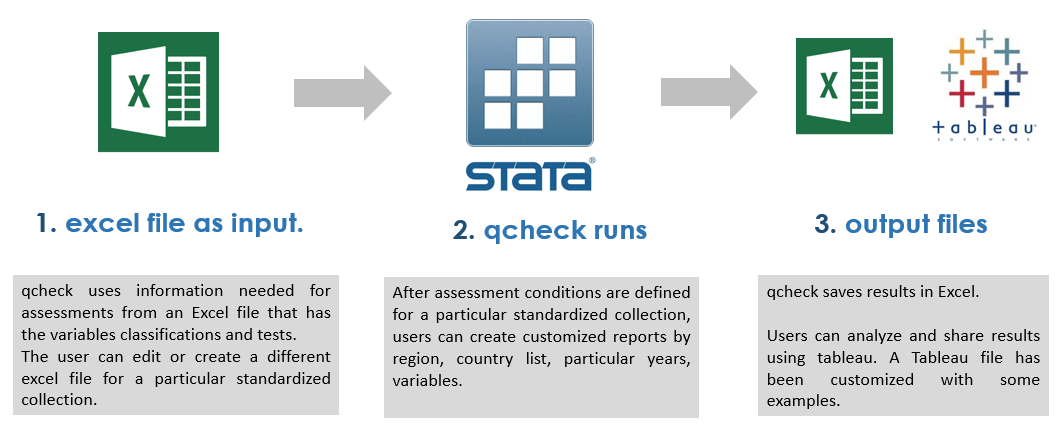 X
STATA®
X
+ableau®
SOFTWARE
1. excel file as input.
2. qcheck runs
3. output files
qcheck uses information needed for
assessments from an Excel file that has
the variables classifications and tests.
The user can edit or create a different
excel file for a particular standardized
collection.
After assessment conditions are defined
for a particular standardized collection,
users can create customized reports by
region, country list, particular years,
variables.
qcheck saves results in Excel.
Users can analyze and share results
using tableau. A Tableau file has
been customized with some
examples.